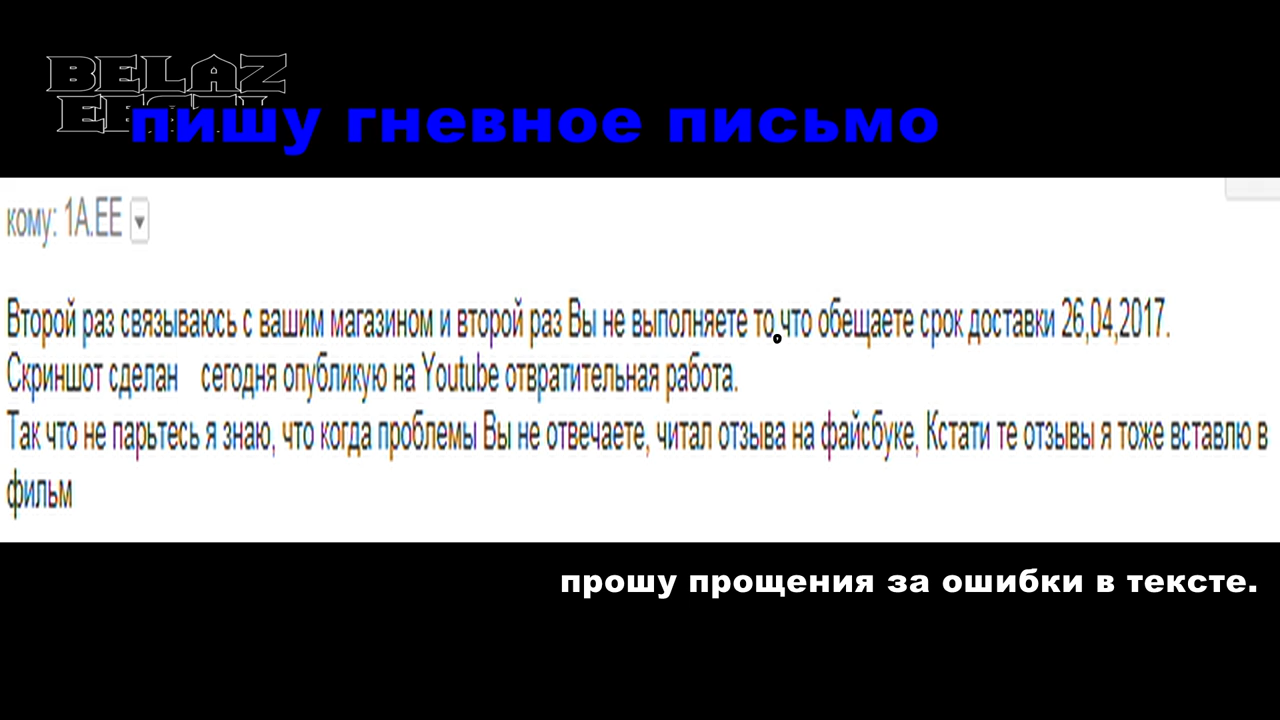 BELAZ
пишу гневное письмо
кому: 1A.EE
Второй раз связываюсь с вашим магазином и второй раз Вы не выполняете то,что обещаете срок доставки 26,04,2017.
Скриншот сделан сегодня опубликую на Youtube отвратительная работа.
Так что не парьтесь я знаю, что когда проблемы Вы не отвечаете, читал отзыва на файсбуке, Кстати те отзывы я тоже вставлю в
фильм
прошу прощения за ошибки в тексте.